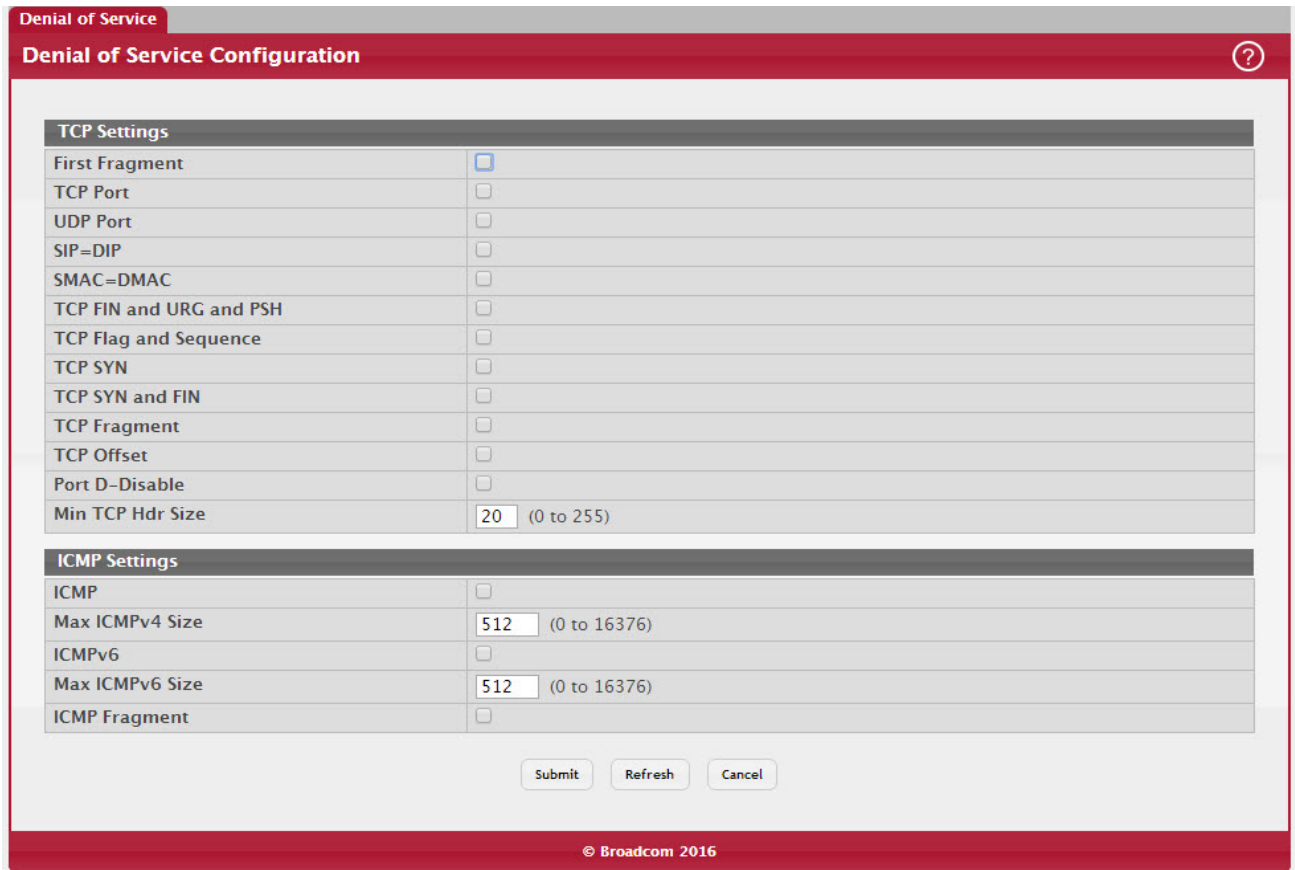 Denial of Service
Denial of Service Configuration ?
TCP Settings
First Fragment
TCP Port
UDP Port
SIP=DIP
SMAC=DMAC
TCP FIN and URG and PSH
TCP Flag and Sequence
TCP SYN
TCP SYN and FIN
TCP Fragment
TCP Offset
Port D-Disable
Min TCP Hdr Size 20 (0 to 255)
ICMP Settings
ICMP
Max ICMPv4 Size 512 (0 to 16376)
ICMPv6
Max ICMPv6 Size 512 (0 to 16376)
ICMP Fragment
Submit Refresh Cancel
© Broadcom 2016